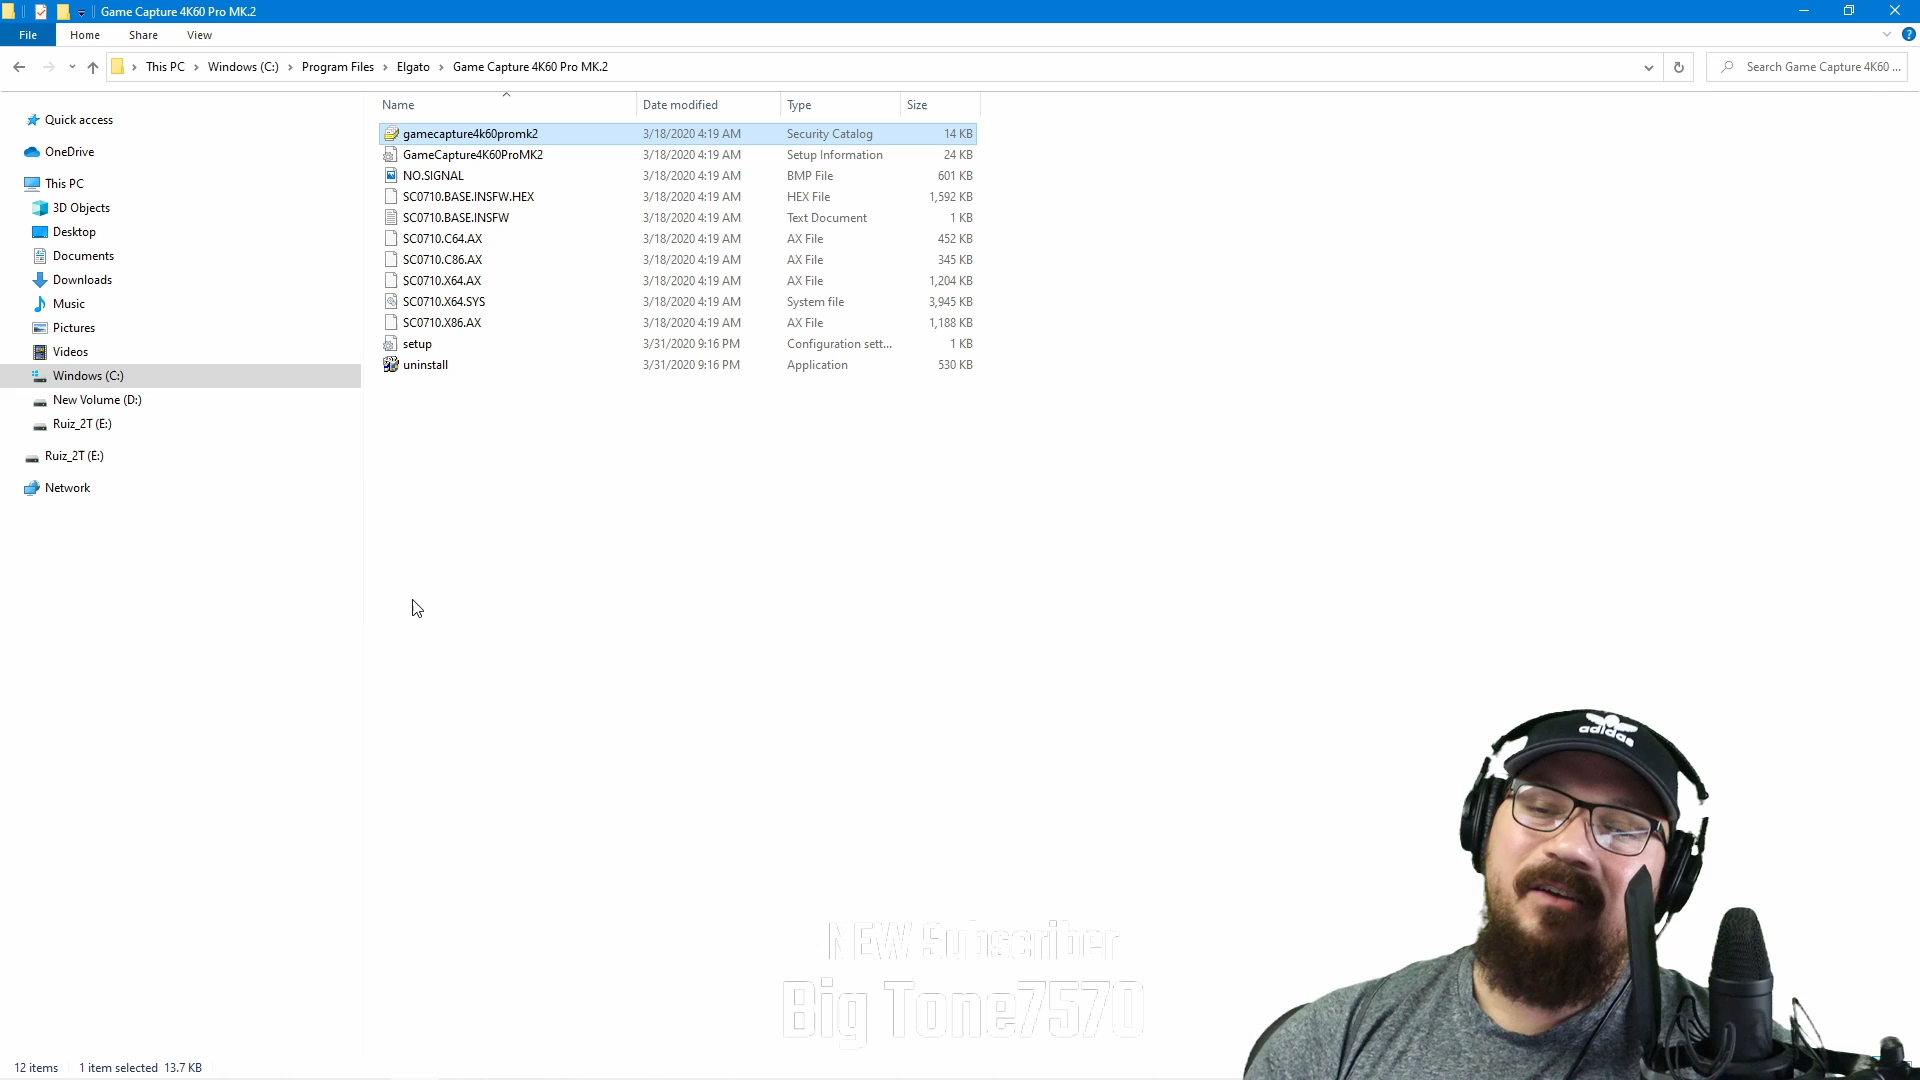 Game Capture 4K60 Pro MK.2
File Home Share View
This PC Windows (C:) Program Files Elgato Game Capture 4K60 Pro MK.2
Search Game Capture 4K60 ...
Name Date modified Type Size
gamecapture4k60promk2 3/18/2020 4:19 AM Security Catalog 14 KB
GameCapture4K60ProMK2 3/18/2020 4:19 AM Setup Information 24 KB
NO.SIGNAL 3/18/2020 4:19 AM BMP File 601 KB
SC0710.BASE.INSFW.HEX 3/18/2020 4:19 AM HEX File 1,592 KB
SC0710.BASE.INSFW 3/18/2020 4:19 AM Text Document 1 KB
SC0710.C64.AX 3/18/2020 4:19 AM AX File 452 KB
SC0710.C86.AX 3/18/2020 4:19 AM AX File 345 KB
SC0710.X64.AX 3/18/2020 4:19 AM AX File 1,204 KB
SC0710.X64.SYS 3/18/2020 4:19 AM System file 3,945 KB
SC0710.X86.AX 3/18/2020 4:19 AM AX File 1,188 KB
setup 3/31/2020 9:16 PM Configuration sett... 1 KB
uninstall 3/31/2020 9:16 PM Application 530 KB
Quick access
OneDrive
This PC
3D Objects
Desktop
Documents
Downloads
Music
Pictures
Videos
Windows (C:)
New Volume (D:)
Ruiz_2T (E:)
Ruiz_2T (E:)
Network
adidas
NEW Subscriber
Big Tone7570
12 items 1 item selected 13.7 KB